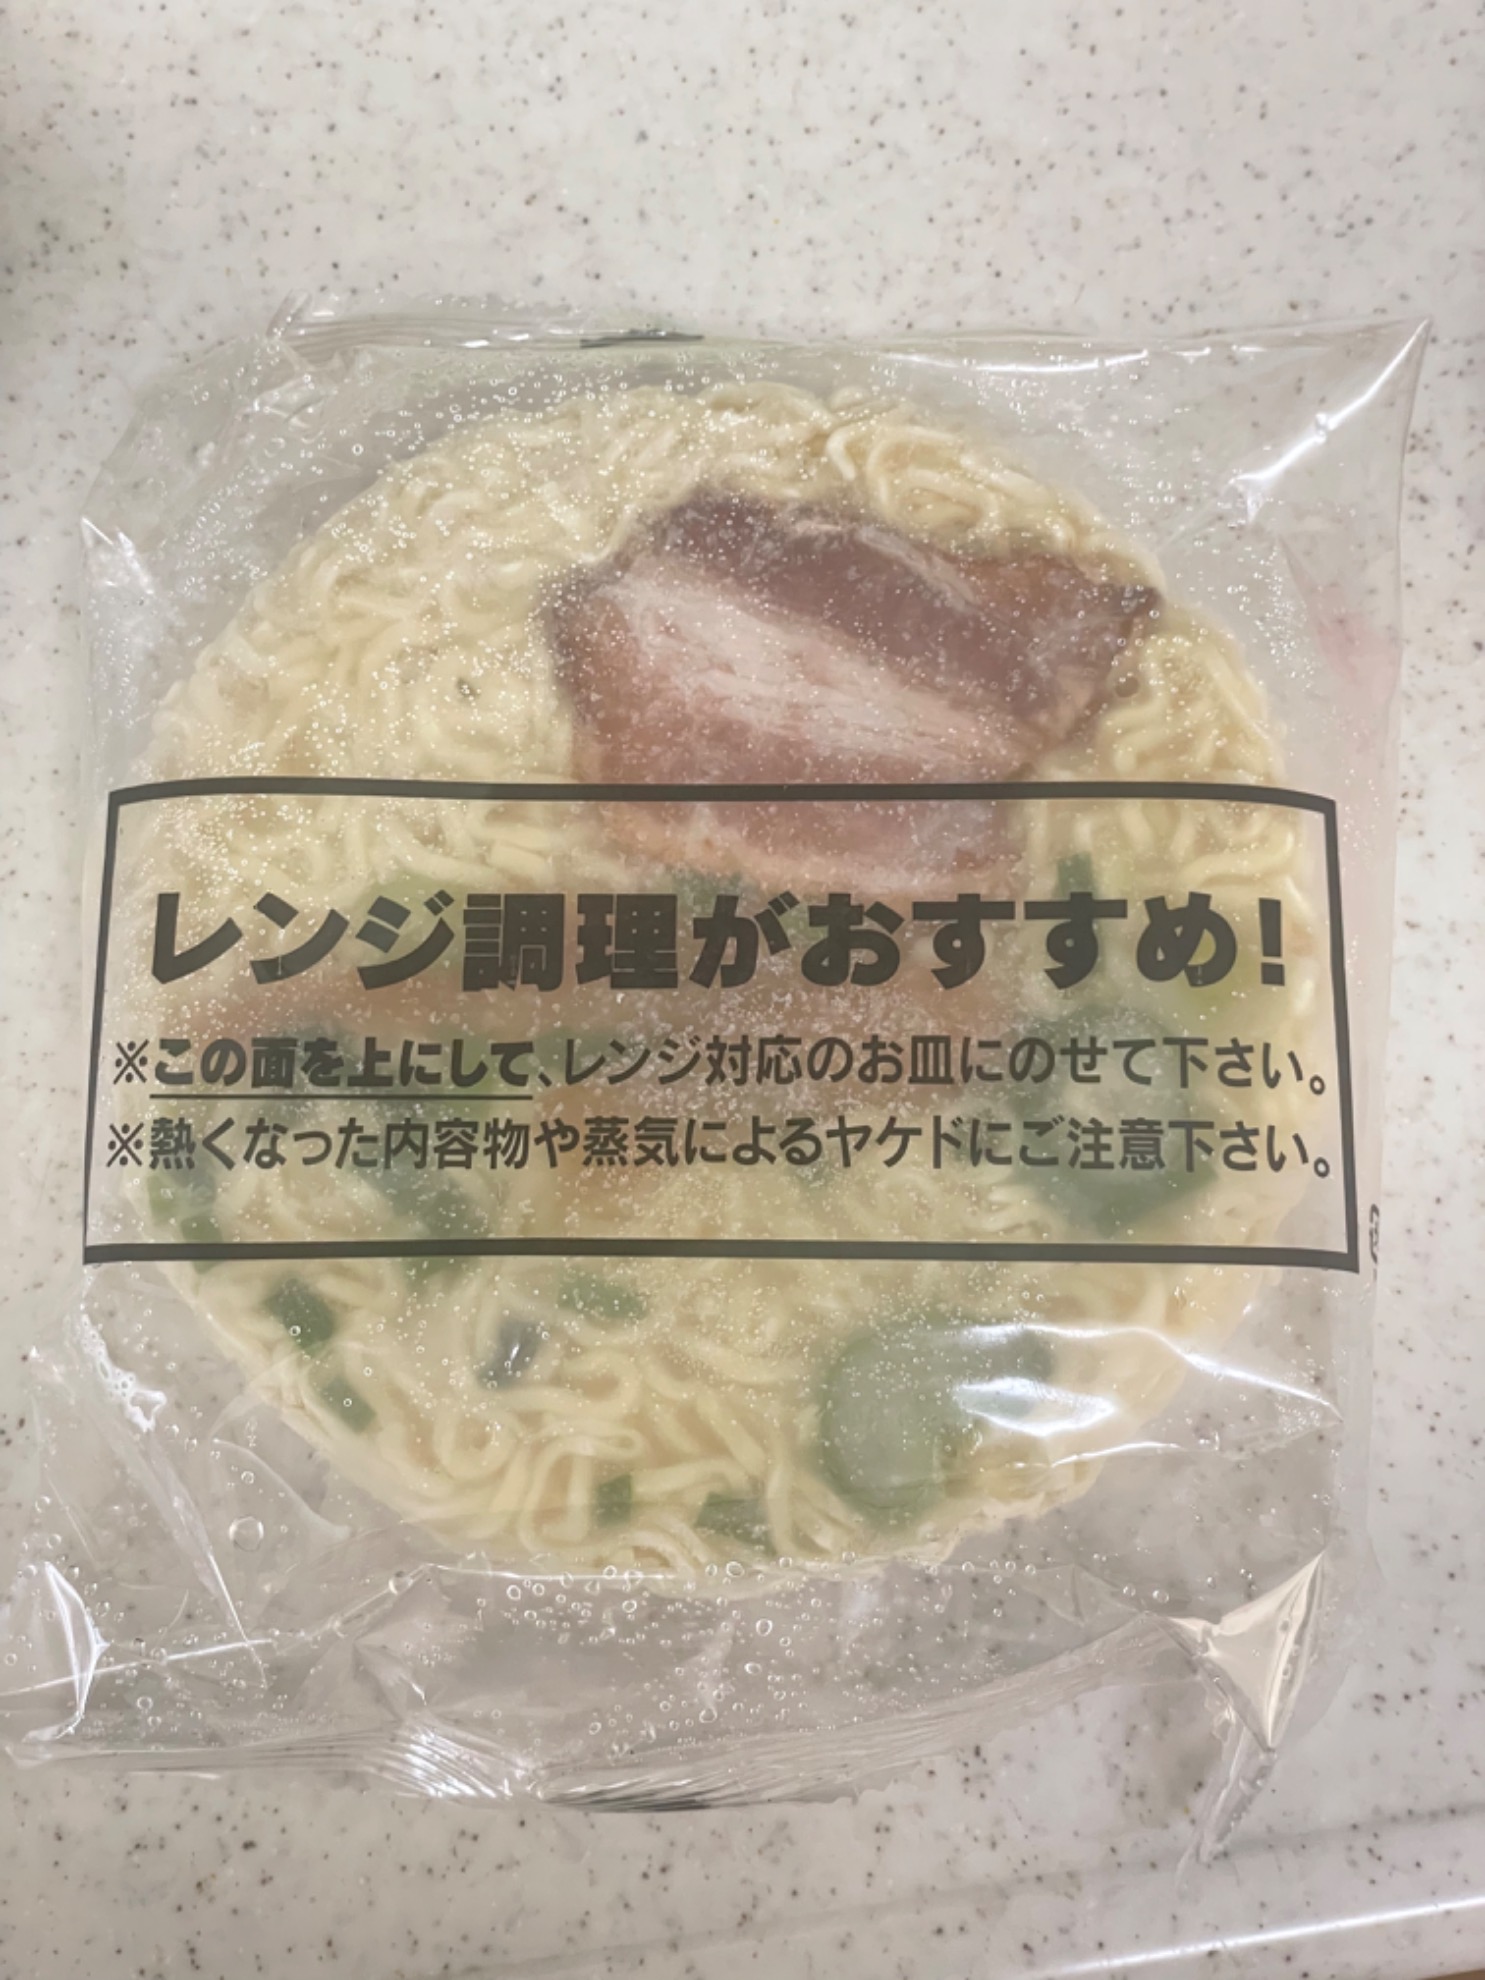 レンジ調理がおすすめ!
※この面を上にして、レンジ対応のお皿にのせて下さい。
※熱くなった内容物や蒸気によるヤケドにご注意下さい。